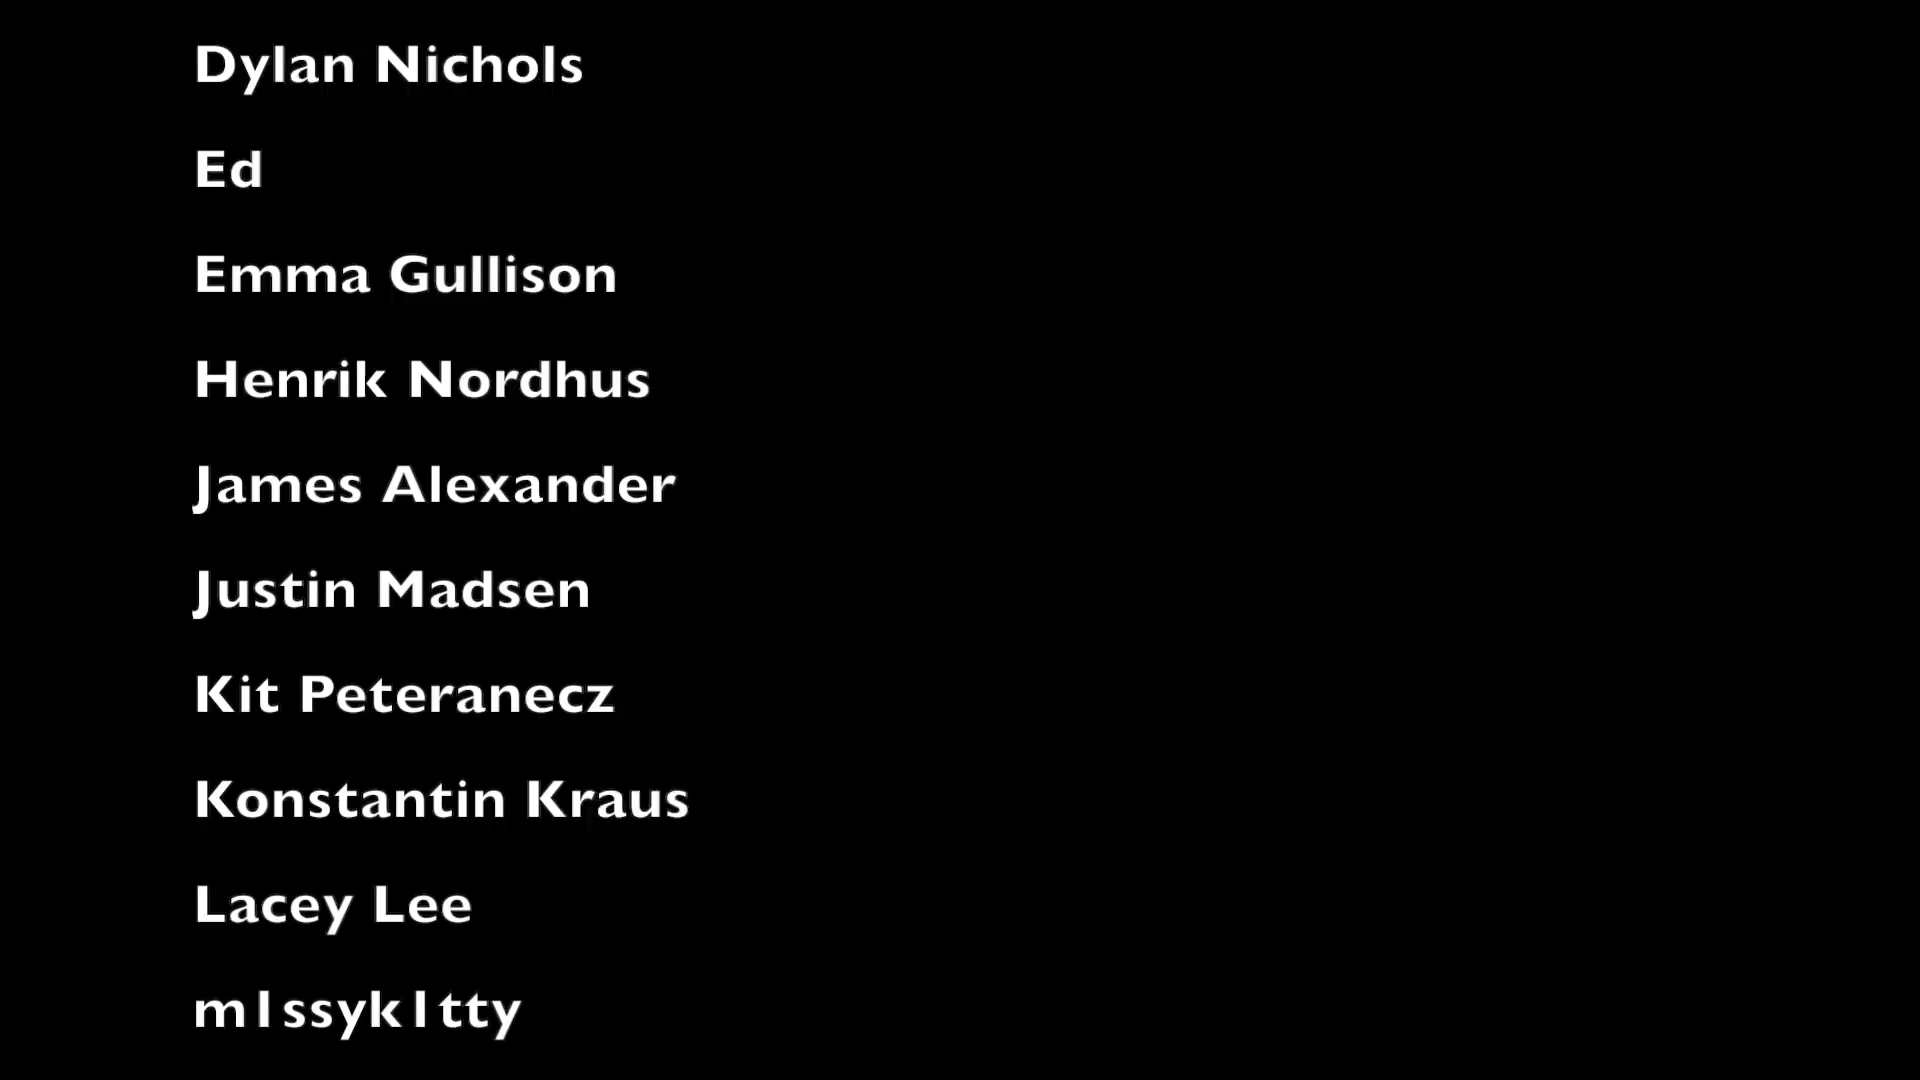 Dylan Nichols
Ed
Emma Gullison
Henrik Nordhus
James Alexander
Justin Madsen
Kit Peteranecz
Konstantin Kraus
Lacey Lee
m1ssyk1tty